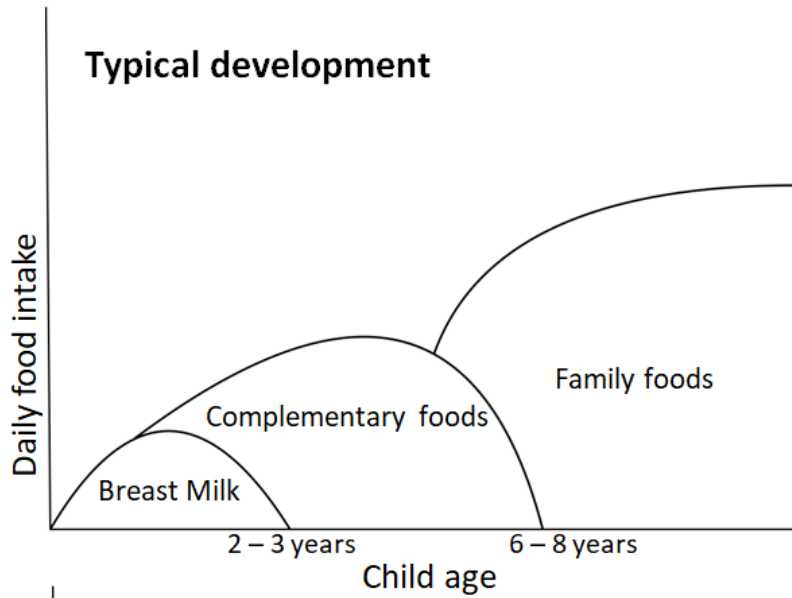 Typical development
Daily food intake
Family foods
Complementary foods
Breast Milk
2 – 3 years
6 – 8 years
Child age